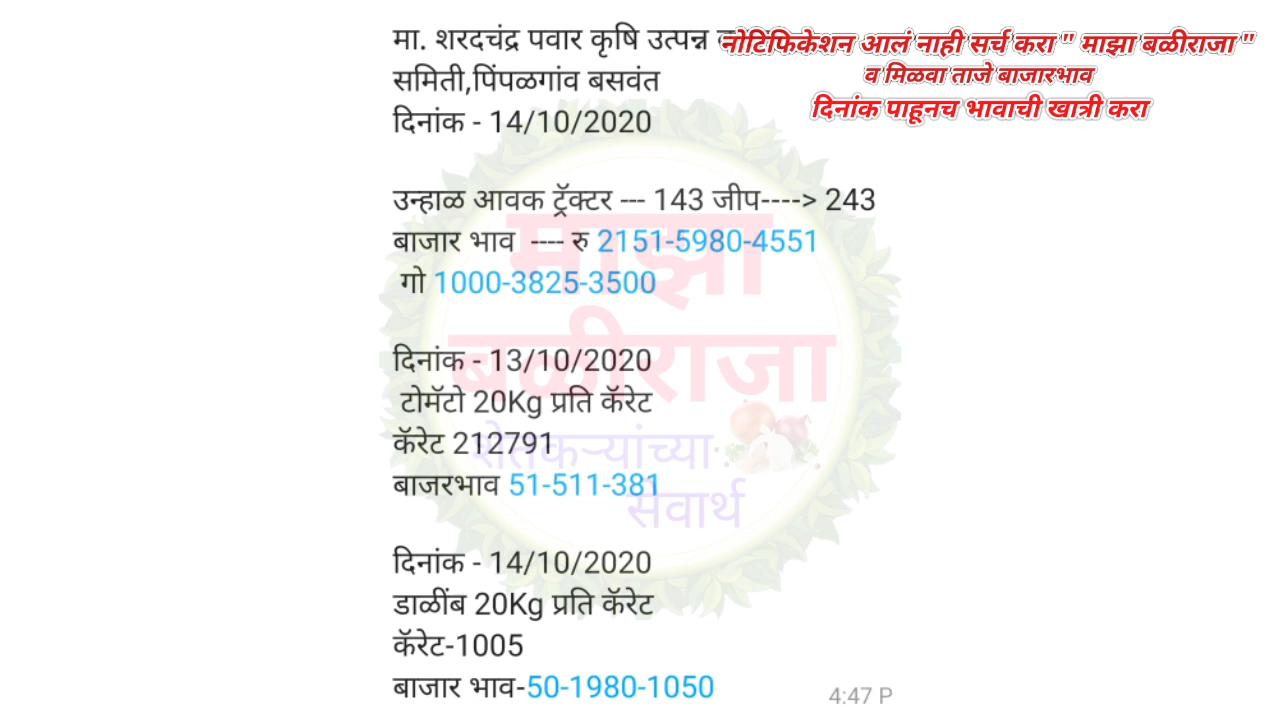 मा. शरदचंद्र पवार कृषि उत्पन्न
समिती,पिंपळगांव बसवंत
दिनांक - 14/10/2020
नोटिफिकेशन आलं नाही सर्च करा " माझा बळीराजा "
व मिळवा ताजे बाजारभाव
दिनांक पाहूनच भावाची खात्री करा
उन्हाळ आवक ट्रॅक्टर --- 143 जीप----> 243
बाजार भाव ---- रु 2151-5980-4551
गो 1000-3825-3500
दिनांक - 13/10/2020
टोमॅटो 20Kg प्रति कॅरेट
कॅरेट 212791
बाजरभाव 51-511-381
दिनांक - 14/10/2020
डाळींब 20Kg प्रति कॅरेट
कॅरेट-1005
बाजार भाव-50-1980-1050
4:47 P
माझा
बळीराजा
शेतकऱ्यांच्या
सेवार्थ